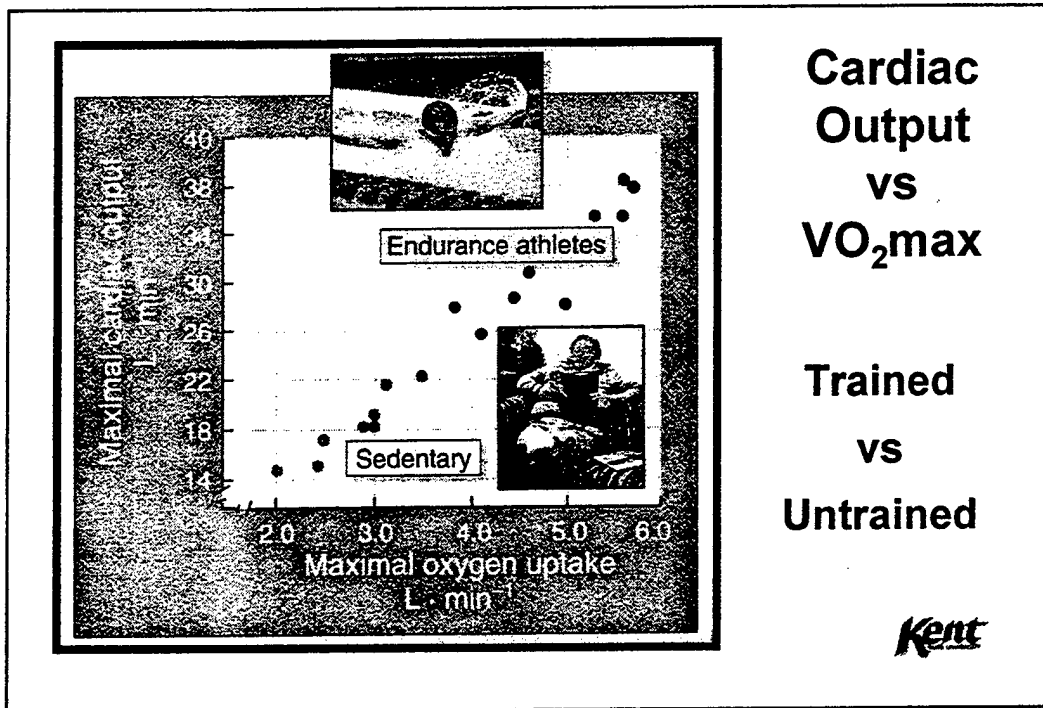 Cardiac
Output
vs
VO₂max
Trained
vs
Untrained
40
38
34
30
26
22
18
14
Maximal cardiac output
L · min
Endurance athletes
Sedentary
2.0 3.0 4.0 5.0 6.0
Maximal oxygen uptake
L · min⁻¹
Kent